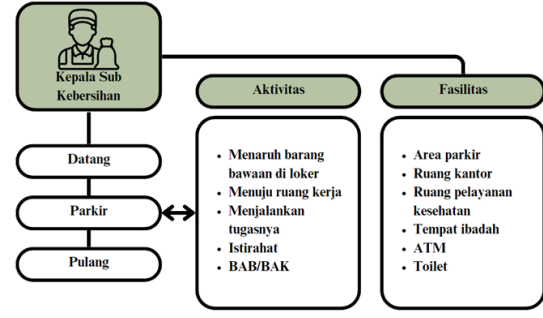 Kepala Sub
Kebersihan
Datang
Parkir
Pulang
Aktivitas
• Menaruh barang
bawaan di loker
• Menuju ruang kerja
• Menjalankan
tugasnya
• Istirahat
• BAB/BAK
Fasilitas
• Area parkir
• Ruang kantor
• Ruang pelayanan
kesehatan
• Tempat ibadah
• ATM
• Toilet